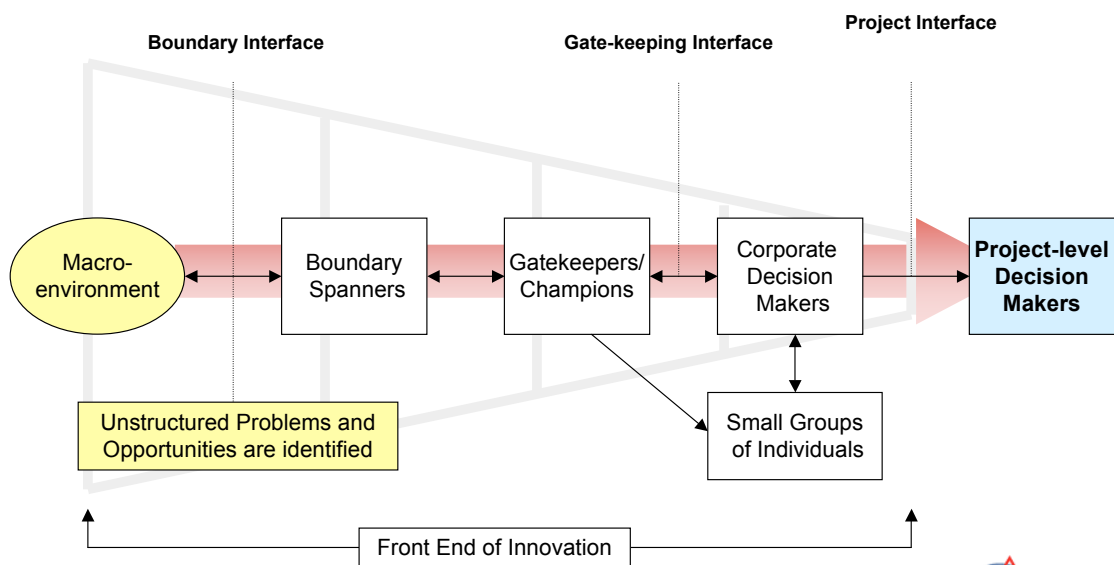 Project Interface
Boundary Interface
Gate-keeping Interface
Macro-
environment
Boundary
Spanners
Gatekeepers/
Champions
Corporate
Decision
Makers
Project-level
Decision
Makers
Unstructured Problems and
Opportunities are identified
Small Groups
of Individuals
Front End of Innovation